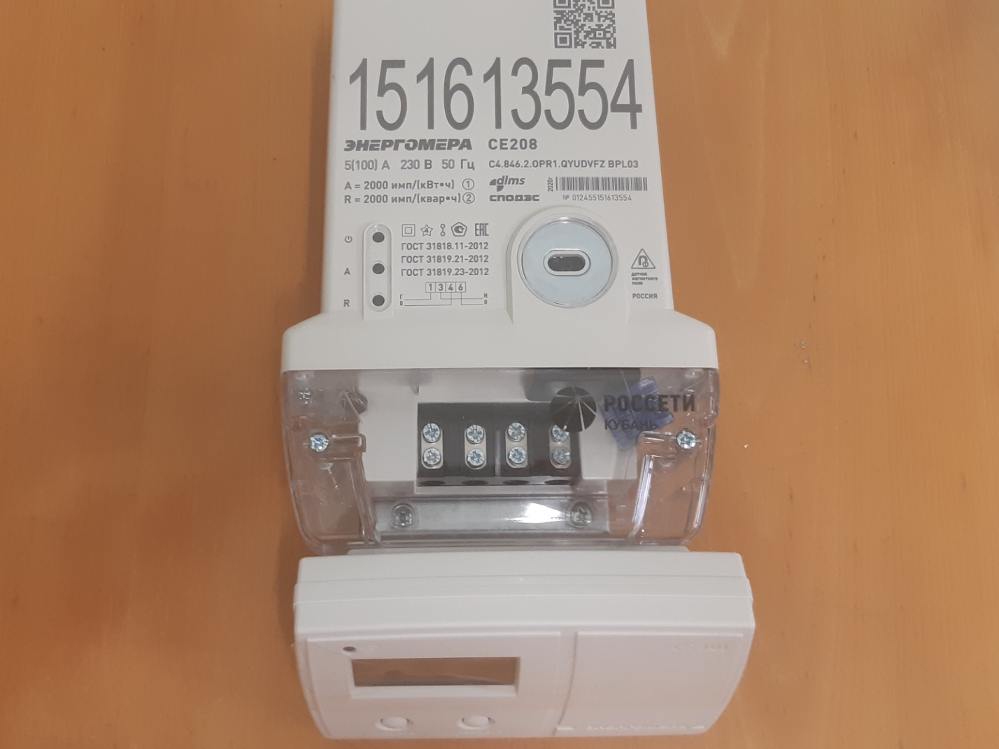 151613554
ЭНЕРГОМЕРА CE208
5(100) А 230 В 50 Гц C4.846.2.OPR1.QYUDVFZ BPL03
A = 2000 имп/(кВт•ч) ①
R = 2000 имп/(квар•ч) ②
dlms
СПОДЭС
2020г
№ 012455151613554
ЕАС
ГОСТ 31818.11-2012
ГОСТ 31819.21-2012
ГОСТ 31819.23-2012
A
R
1 3 4 6
Г
0
Н
0
датчик
магнитного
поля
РОССИЯ
РОССЕТИ
КУБАНЬ